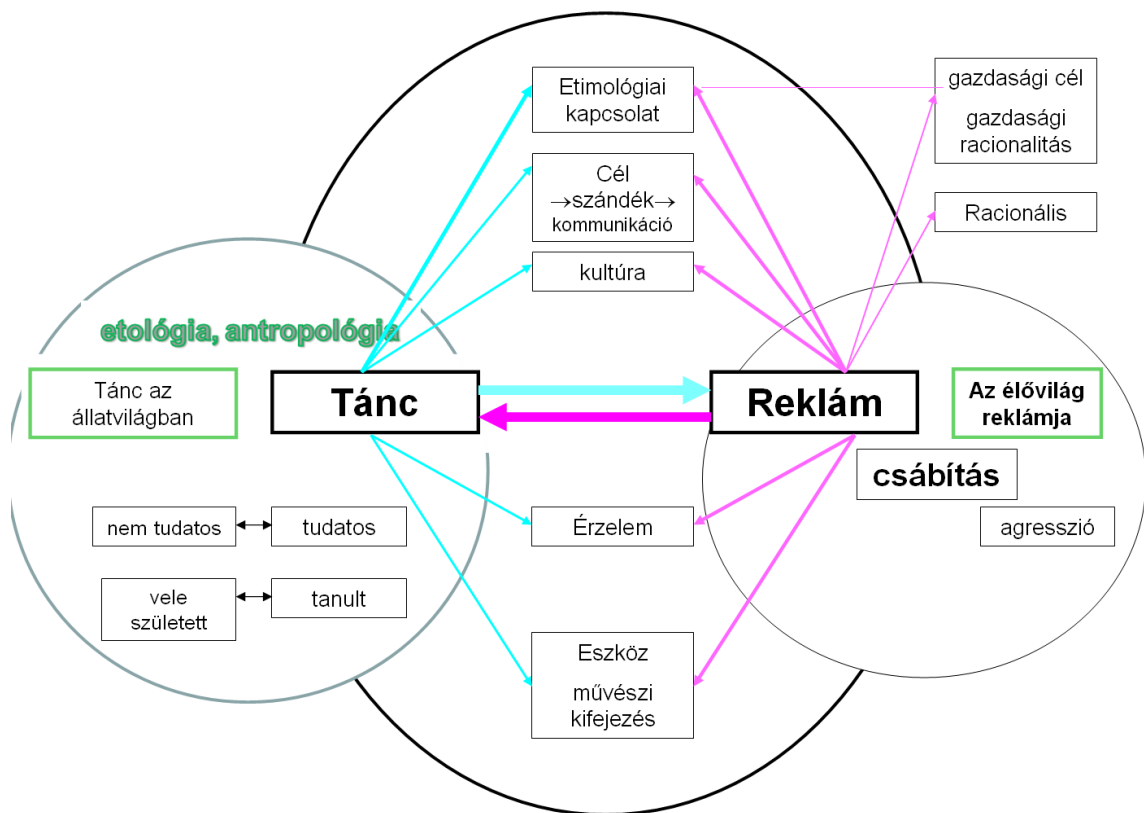 Etimológiai
kapcsolat
gazdasági cél
gazdasági
racionalitás
Cél
→szándék→
kommunikáció
Racionális
kultúra
etológia, antropológia
Tánc az
állatvilágban
Tánc
Reklám
Az élővilág
reklámja
csábítás
nem tudatos
tudatos
Érzelem
agresszió
vele
született
tanult
Eszköz
művészi
kifejezés